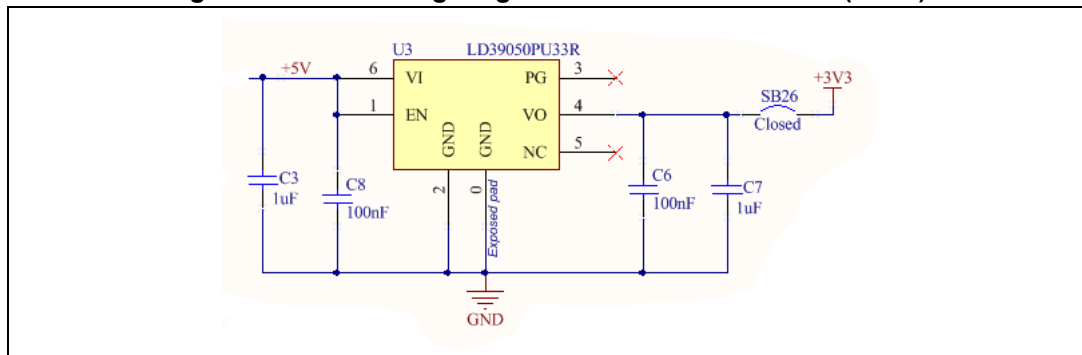 U3 LD39050PU33R
+5V 6 VI PG 3
1 EN VO 4
GND GND NC 5
2 0 Exposed pad
SB26 +3V3
Closed
C3
1uF
C8
100nF
C6
100nF
C7
1uF
GND